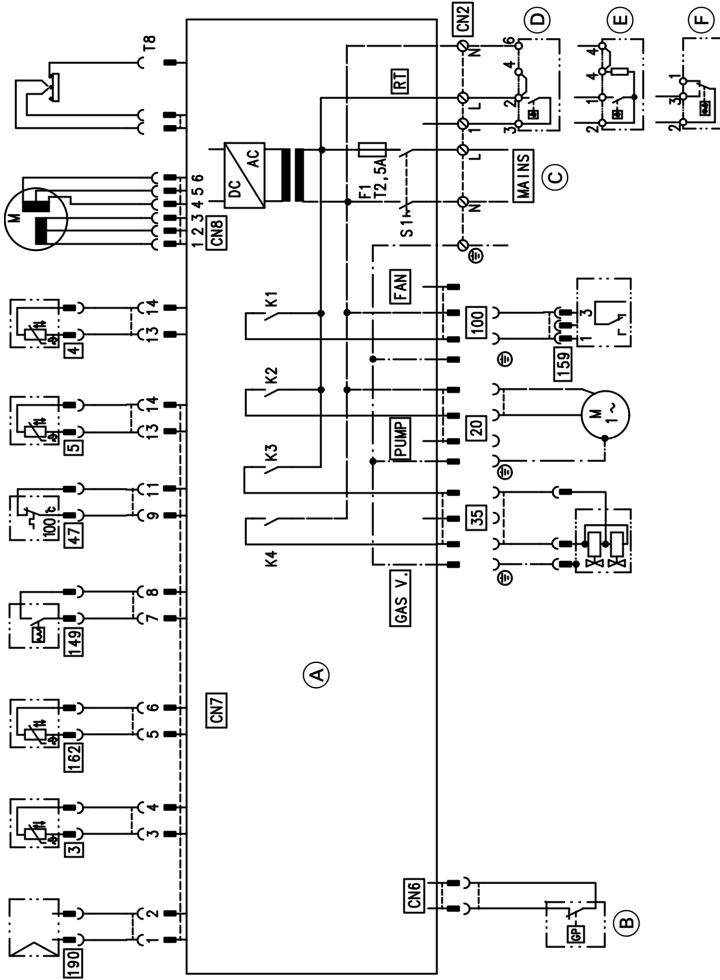 190
1 2
3
3 4
162
5 6
149
7 8
47
100°c
9 11
5
13 14
4
13 14
M
1 2 3 4 5 6
CN8
T8
CN7
A
DC
AC
K4
K3
K2
K1
F1
T2,5A
S1
RT
CN2
CN6
GAS V.
PUMP
FAN
35
20
100
N L 1 L N
MAINS
C
GP
B
M
1~
159
1 3
D
3 2 4 6
E
2 1 4 4
F
2 3 1